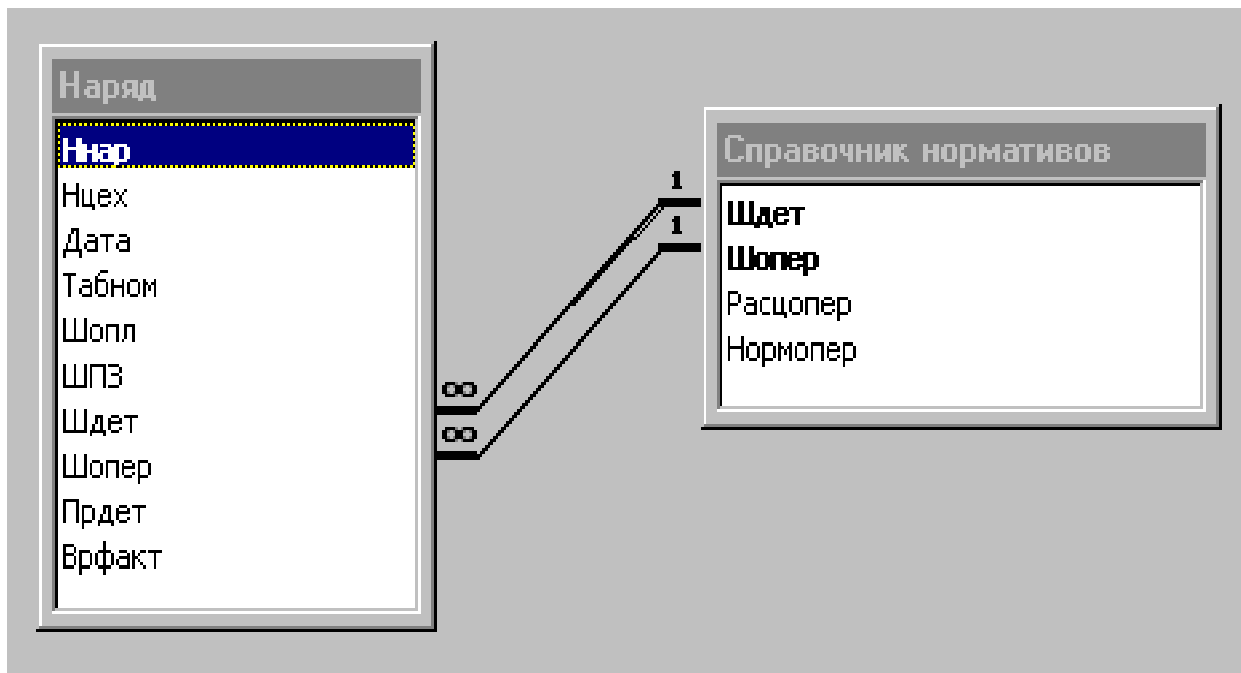 Наряд
Ннар
Нцех
Дата
Табном
Шопл
ШПЗ
Шдет
Шопер
Прдет
Врфакт
∞
∞
1
1
Справочник нормативов
Шдет
Шопер
Расцопер
Нормопер